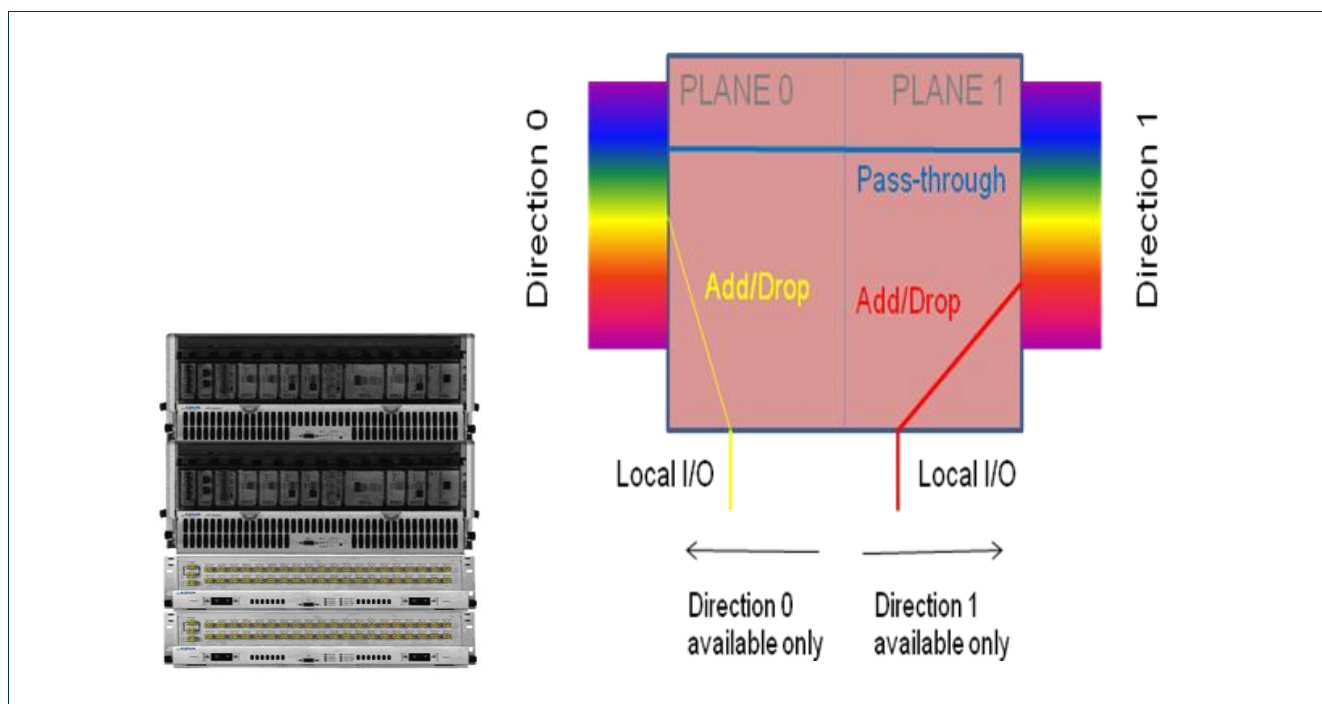 Direction 0
PLANE 0
PLANE 1
Direction 1
Pass-through
Add/Drop
Add/Drop
Local I/O
Local I/O
Direction 0
available only
Direction 1
available only